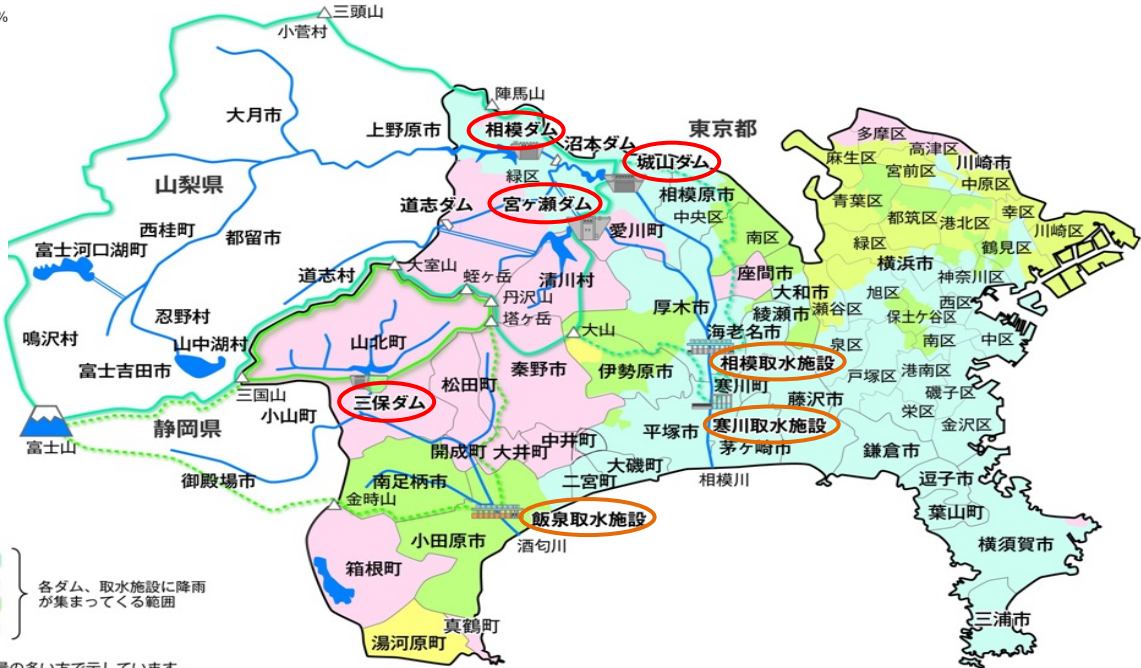 %
三頭山
小菅村
大月市
陣馬山
上野原市
相模ダム
沼本ダム
東京都
城山ダム
多摩区
高津区
麻生区
宮前区
川崎市
中原区
山梨県
緑区
相模原市
中央区
青葉区
都筑区
港北区
幸区
川崎区
道志ダム
宮ヶ瀬ダム
愛川町
南区
緑区
鶴見区
西桂町
都留市
富士河口湖町
横浜市
神奈川区
道志村
大室山
蛭ヶ岳
清川村
座間市
丹沢山
厚木市
大和市
綾瀬市
瀬谷区
旭区
西区
保土ケ谷区
忍野村
塔ヶ岳
大山
海老名市
鳴沢村
山中湖村
山北町
泉区
南区
中区
富士吉田市
秦野市
伊勢原市
相模取水施設
戸塚区
港南区
松田町
三国山
小山町
三保ダム
寒川町
藤沢市
磯子区
栄区
金沢区
富士山
静岡県
寒川取水施設
平塚市
茅ヶ崎市
鎌倉市
開成町
大井町
中井町
大磯町
二宮町
相模川
逗子市
御殿場市
南足柄市
金時山
葉山町
飯泉取水施設
小田原市
酒匂川
横須賀市
箱根町
各ダム、取水施設に降雨
が集まってくる範囲
三浦市
真鶴町
湯河原町
の多い方で示しています